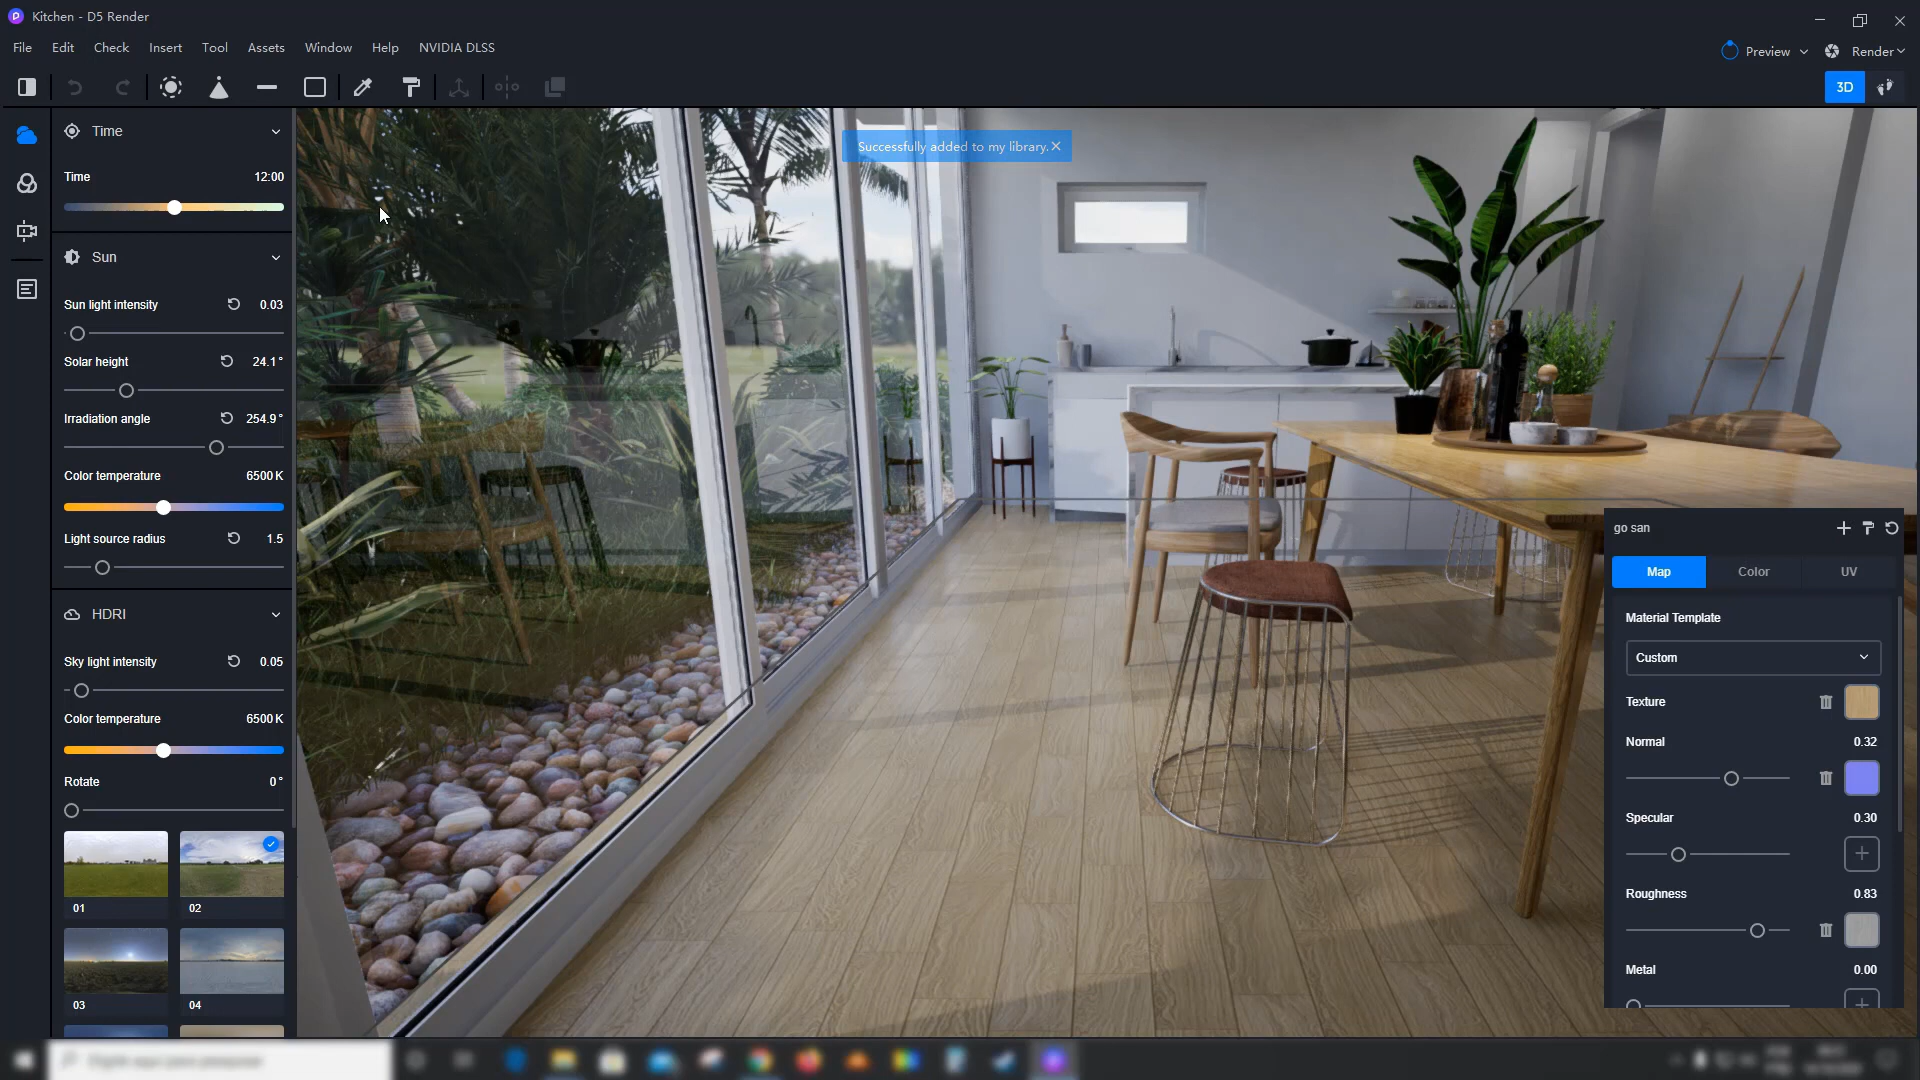 Kitchen - D5 Render
File Edit Check Insert Tool Assets Window Help NVIDIA DLSS
Preview Render
3D
Time
Time 12:00
Sun
Sun light intensity 0.03
Solar height 24.1°
Irradiation angle 254.9°
Color temperature 6500 K
Light source radius 1.5
HDRI
Sky light intensity 0.05
Color temperature 6500 K
Rotate 0°
01 02
03 04
Successfully added to my library.
go san
Map Color UV
Material Template
Custom
Texture
Normal 0.32
Specular 0.30
Roughness 0.83
Metal 0.00